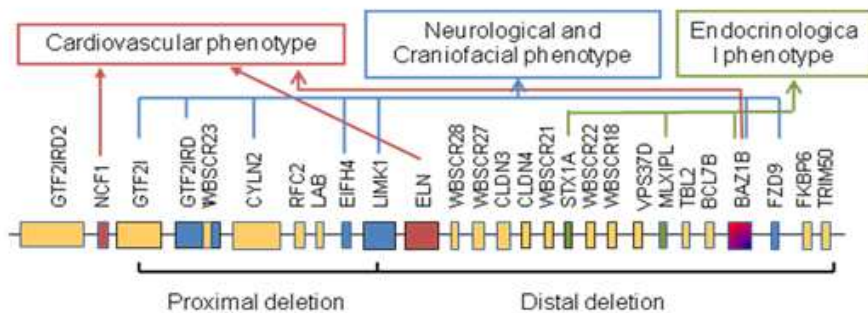 Cardiovascular phenotype
Neurological and
Craniofacial phenotype
Endocrinologica
l phenotype
GTF2IRD2
NCF1
GTF2I
GTF2IRD
WBSCR23
CYLN2
RFC2
LAB
EIFH4
LIMK1
ELN
WBSCR28
WBSCR27
CLDN3
CLDN4
WBSCR21
STX1A
WBSCR22
WBSCR18
VPS37D
MLXIPL
TBL2
BCL7B
BAZ1B
FZD9
FKBP6
TRIM50
Proximal deletion
Distal deletion